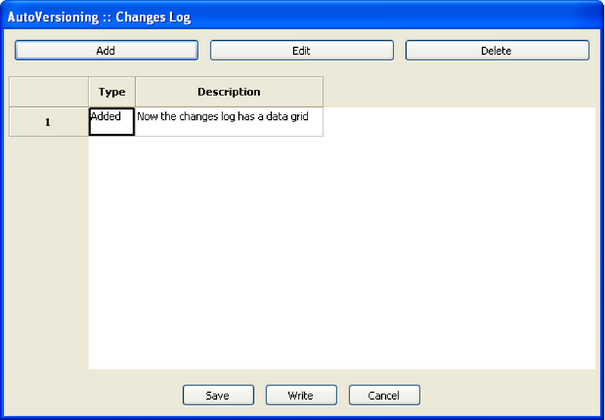 AutoVersioning :: Changes Log
Add Edit Delete
Type Description
1 Added Now the changes log has a data grid
Save Write Cancel